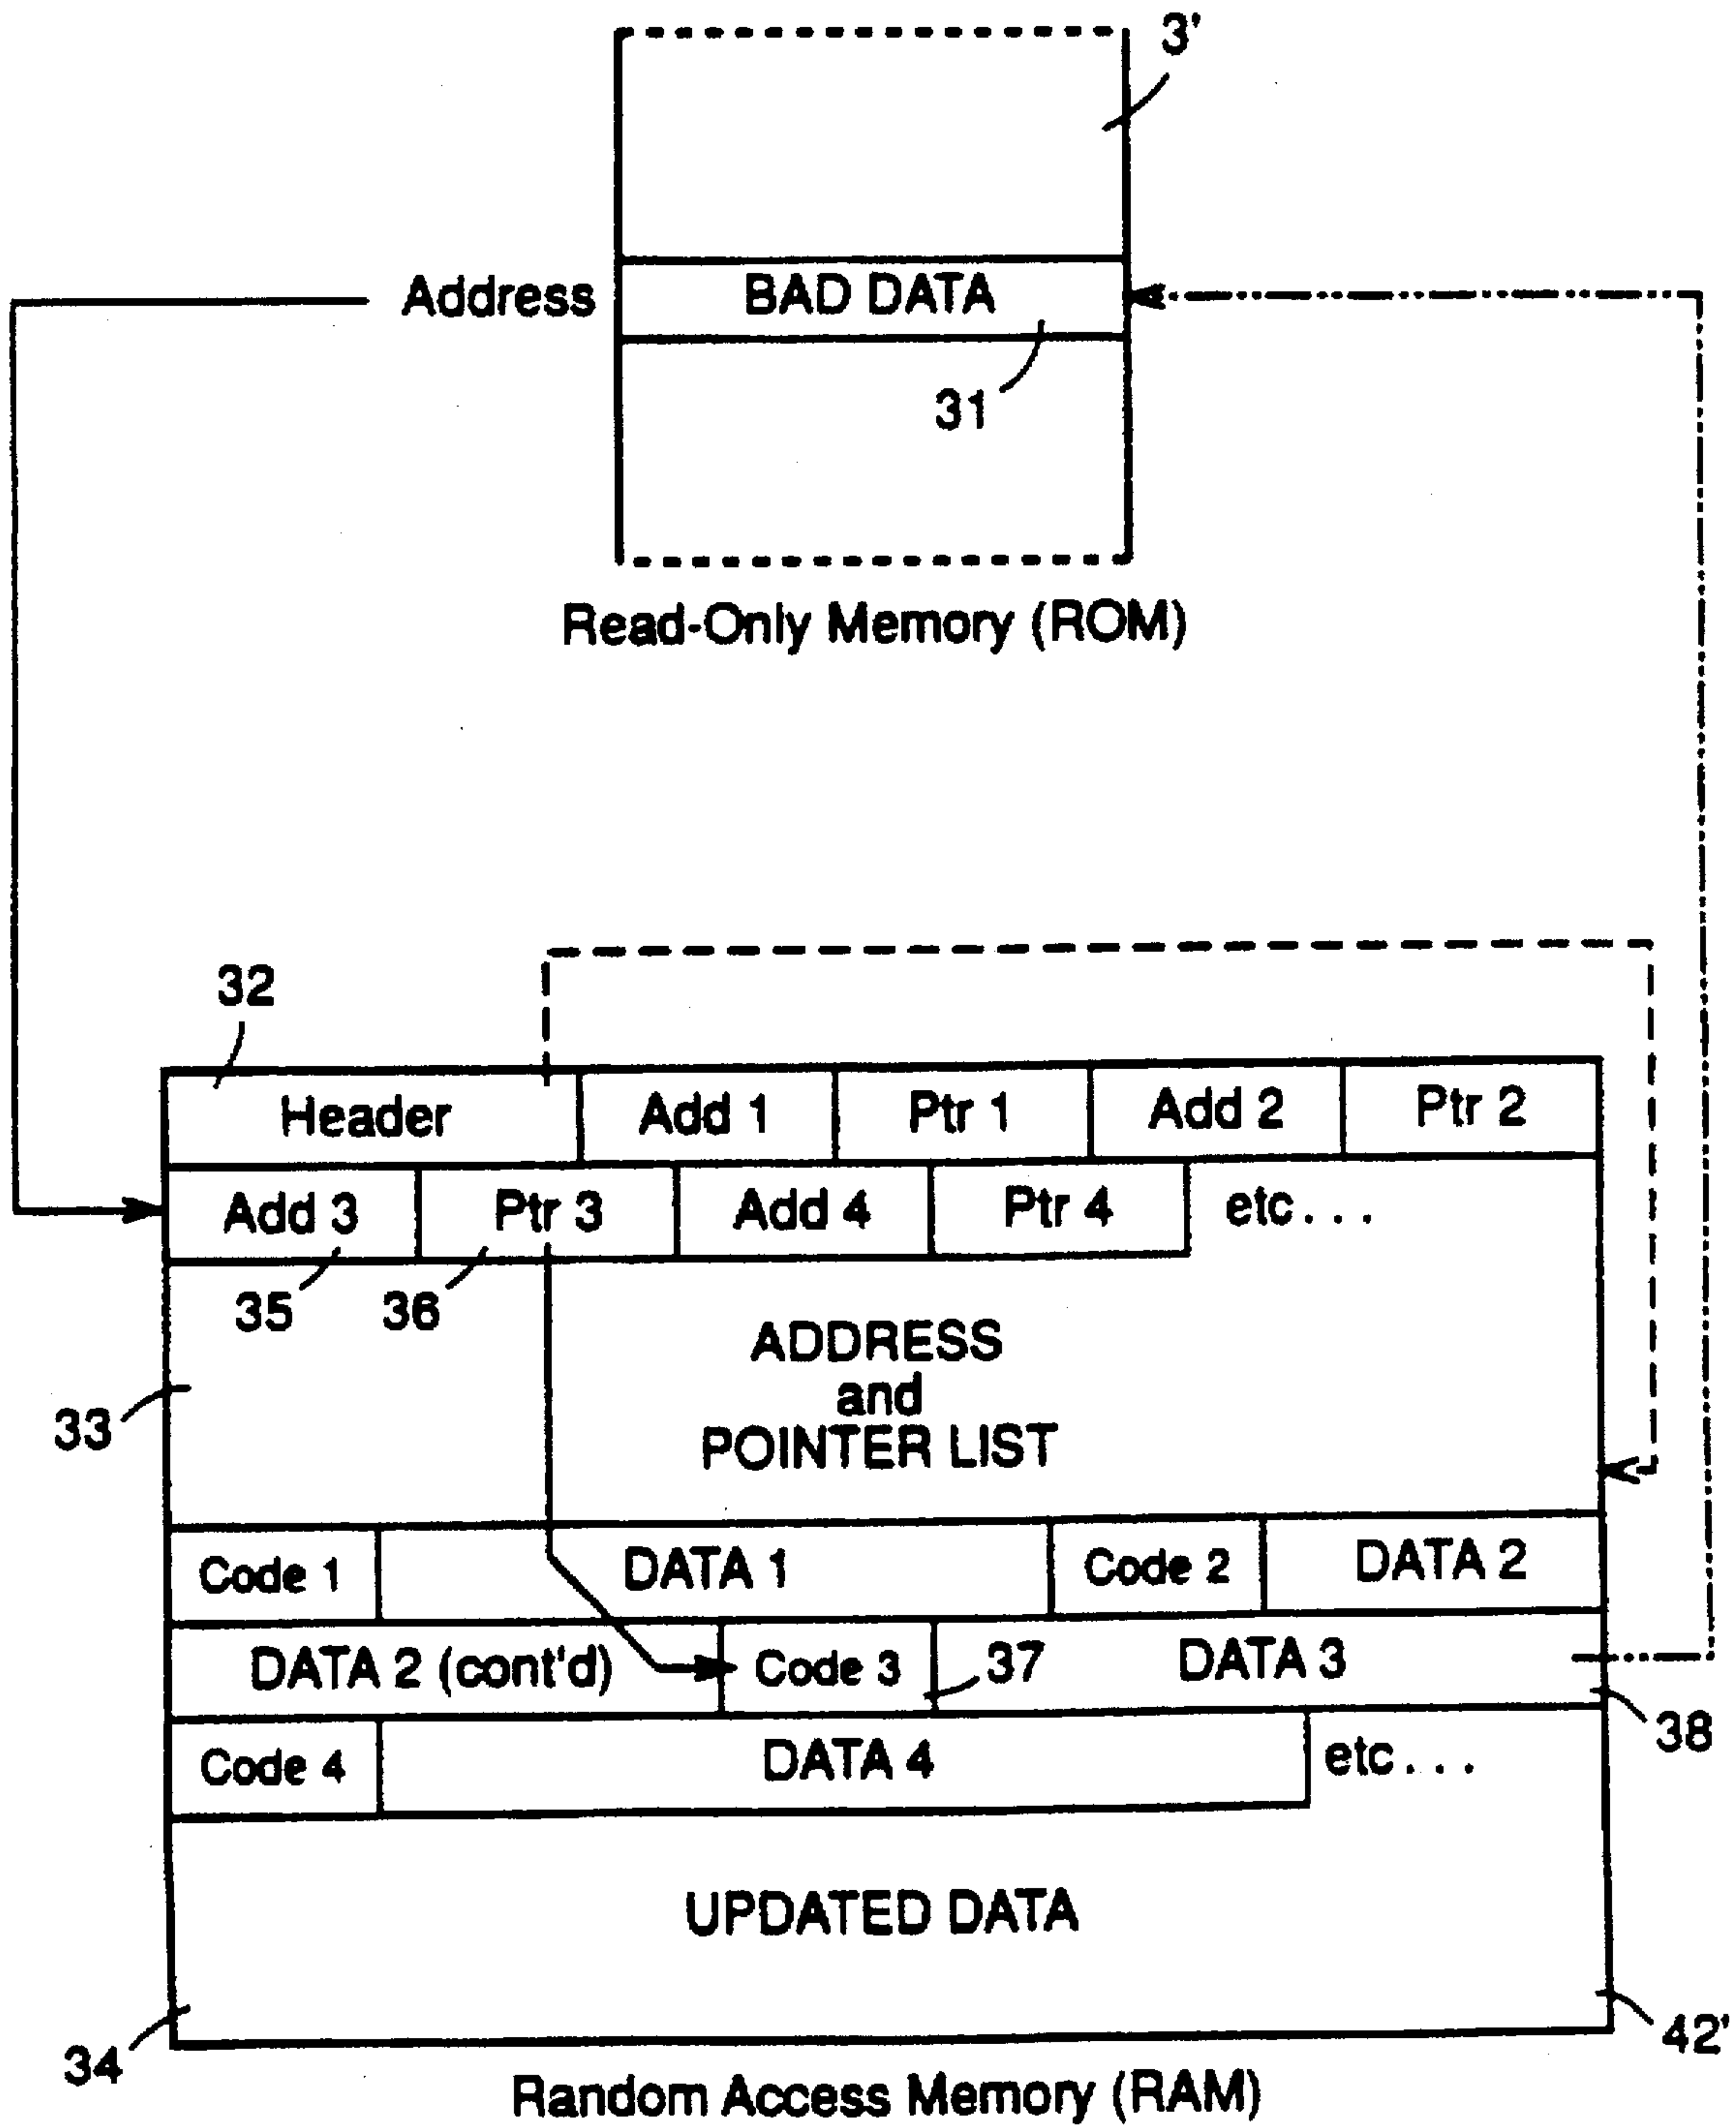 3'
Address
BAD DATA
31
Read-Only Memory (ROM)
32
Header
Add 1
Ptr 1
Add 2
Ptr 2
Add 3
Ptr 3
Add 4
Ptr 4
etc...
35
36
33
ADDRESS
and
POINTER LIST
Code 1
DATA 1
Code 2
DATA 2
DATA 2 (cont'd)
Code 3
37
DATA 3
38
Code 4
DATA 4
etc...
UPDATED DATA
34
42'
Random Access Memory (RAM)